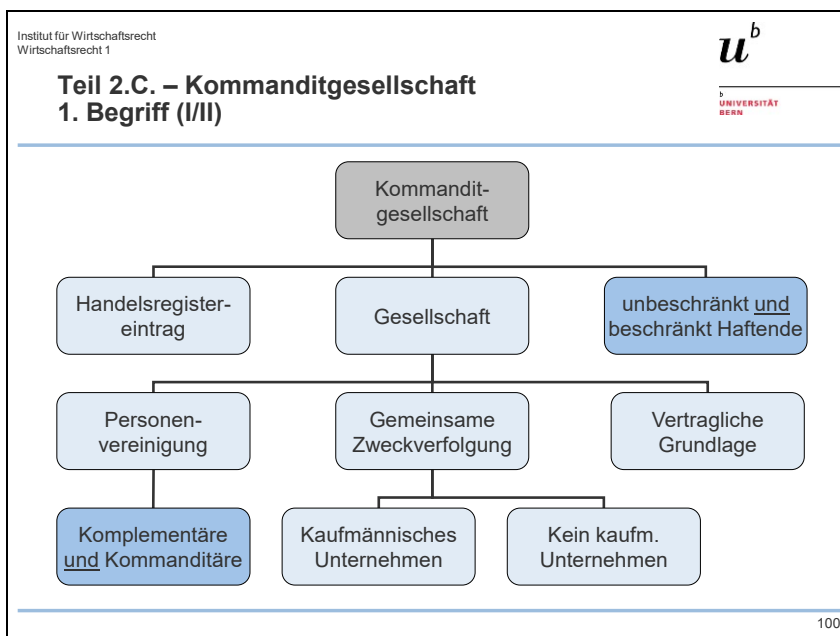 Institut für Wirtschaftsrecht
Wirtschaftsrecht 1
Teil 2.C. – Kommanditgesellschaft
1. Begriff (I/II)
u^b
b
UNIVERSITÄT
BERN
Kommandit-
gesellschaft
Handelsregister-
eintrag
Gesellschaft
unbeschränkt und
beschränkt Haftende
Personen-
vereinigung
Gemeinsame
Zweckverfolgung
Vertragliche
Grundlage
Komplementäre
und Kommanditäre
Kaufmännisches
Unternehmen
Kein kaufm.
Unternehmen
100